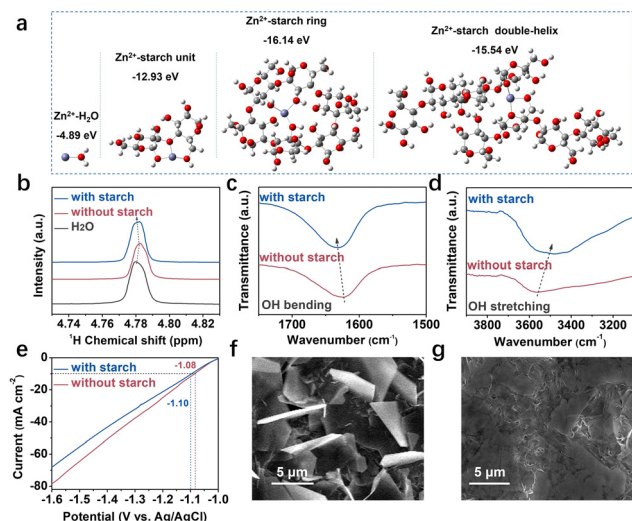 a
Zn²⁺-H₂O
-4.89 eV
Zn²⁺-starch unit
-12.93 eV
Zn²⁺-starch ring
-16.14 eV
Zn²⁺-starch double-helix
-15.54 eV
b
with starch
without starch
H₂O
Intensity (a.u.)
4.74 4.76 4.78 4.80 4.82
¹H Chemical shift (ppm)
c
with starch
without starch
OH bending
Transmittance (a.u.)
1700 1600 1500
Wavenumber (cm⁻¹)
d
with starch
without starch
OH stretching
Transmittance (a.u.)
3800 3600 3400 3200
Wavenumber (cm⁻¹)
e
with starch
without starch
-1.08
-1.10
Current (mA cm⁻²)
0
-20
-40
-60
-80
-1.6 -1.5 -1.4 -1.3 -1.2 -1.1 -1.0
Potential (V vs. Ag/AgCl)
f
5 μm
g
5 μm